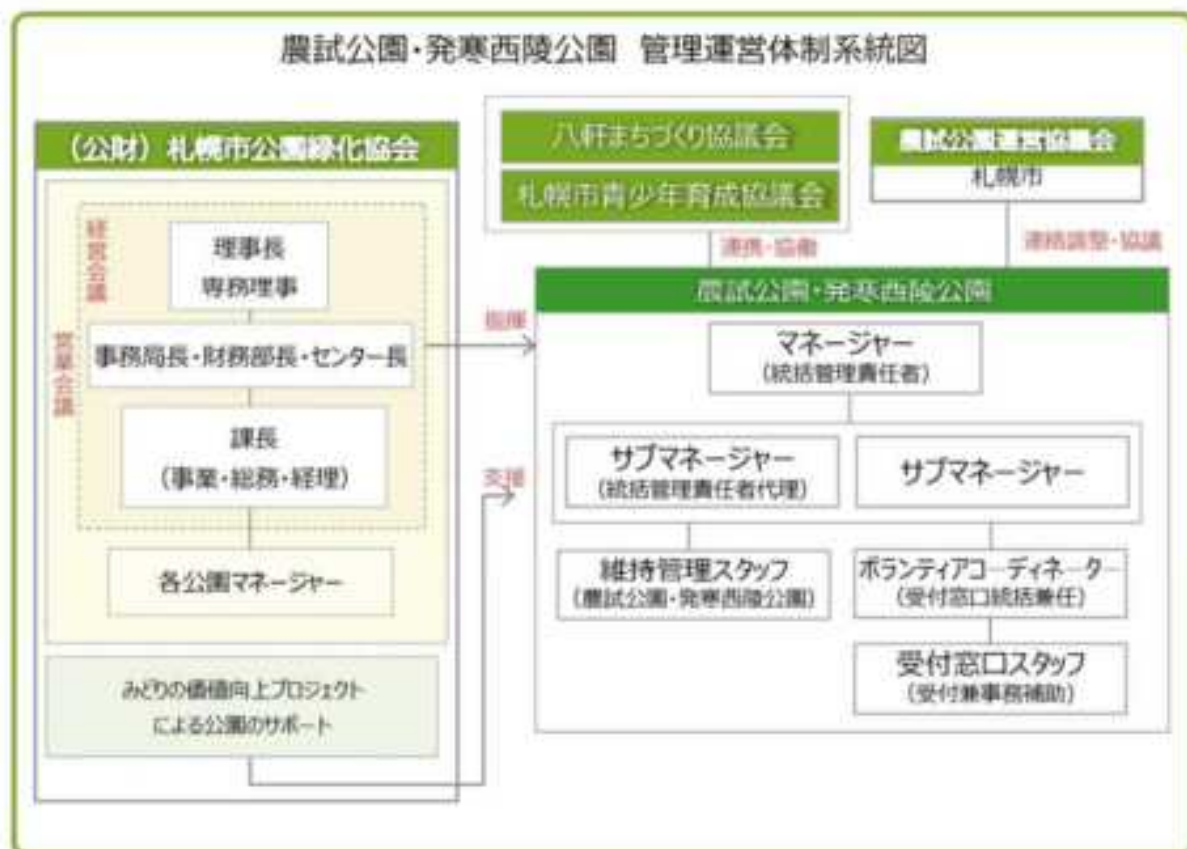 農試公園・発寒西陵公園 管理運営体制系統図
(公財) 札幌市公園緑化協会
経営会議
営業会議
理事長
専務理事
事務局長・財務部長・センター長
課長
(事業・総務・経理)
各公園マネージャー
みどりの価値向上プロジェクト
による公園のサポート
八軒まちづくり協議会
札幌市青少年育成協議会
連携・協働
農試公園運営協議会
札幌市
連絡調整・協議
指揮
支援
農試公園・発寒西陵公園
マネージャー
(統括管理責任者)
サブマネージャー
(統括管理責任者代理)
サブマネージャー
維持管理スタッフ
(農試公園・発寒西陵公園)
ボランティアコーディネーター
(受付窓口統括兼任)
受付窓口スタッフ
(受付兼事務補助)